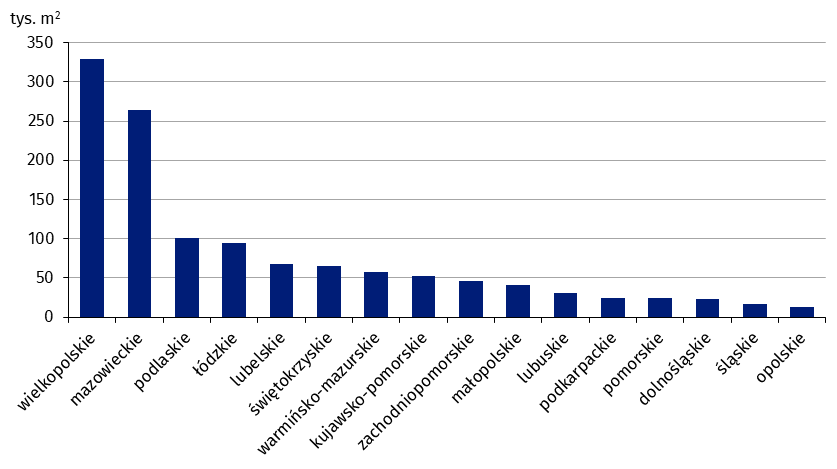 tys. m²
350
300
250
200
150
100
50
0
wielkopolskie
mazowieckie
podlaskie
łódzkie
lubelskie
świętokrzyskie
warmińsko-mazurskie
kujawsko-pomorskie
zachodniopomorskie
małopolskie
lubuskie
podkarpackie
pomorskie
dolnośląskie
śląskie
opolskie